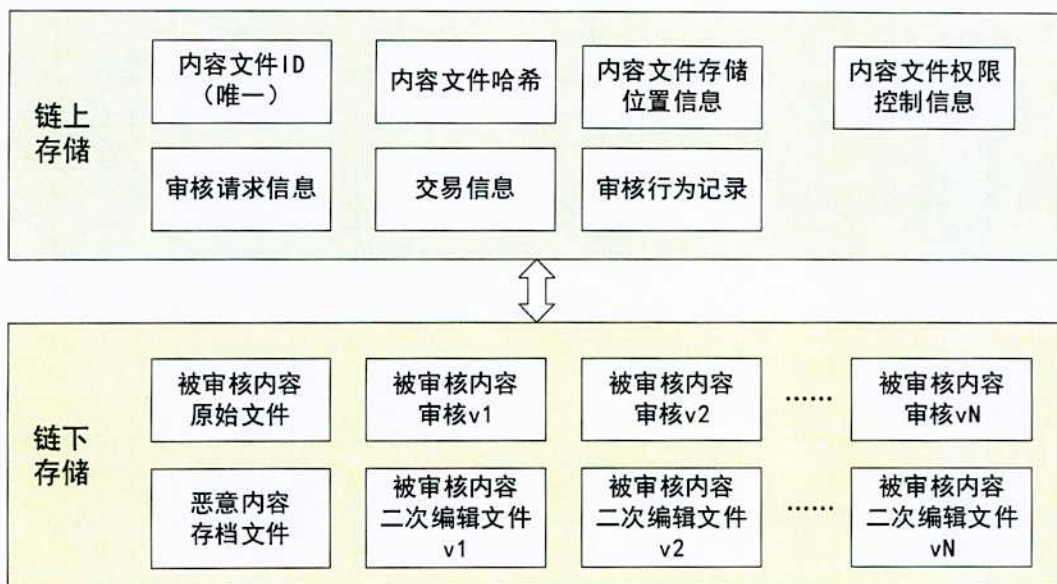 链上
存储
内容文件ID
（唯一）
内容文件哈希
内容文件存储
位置信息
内容文件权限
控制信息
审核请求信息
交易信息
审核行为记录
链下
存储
被审核内容
原始文件
被审核内容
审核v1
被审核内容
审核v2
……
被审核内容
审核vN
恶意内容
存档文件
被审核内容
二次编辑文件
v1
被审核内容
二次编辑文件
v2
……
被审核内容
二次编辑文件
vN